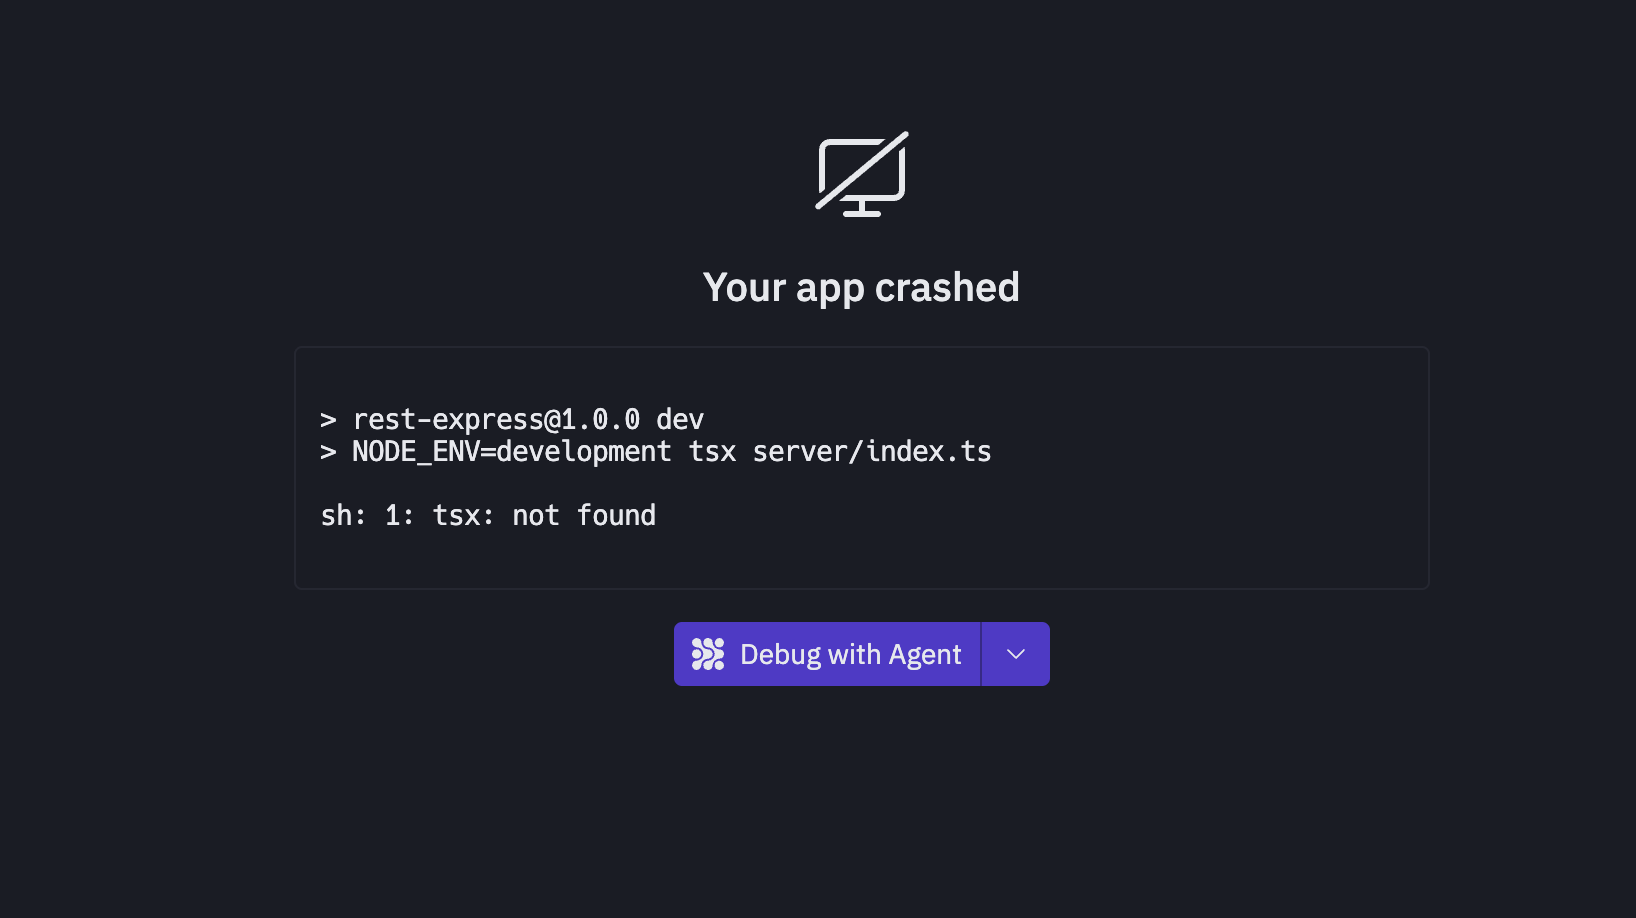 Your app crashed
> rest-express@1.0.0 dev
> NODE_ENV=development tsx server/index.ts
sh: 1: tsx: not found
Debug with Agent